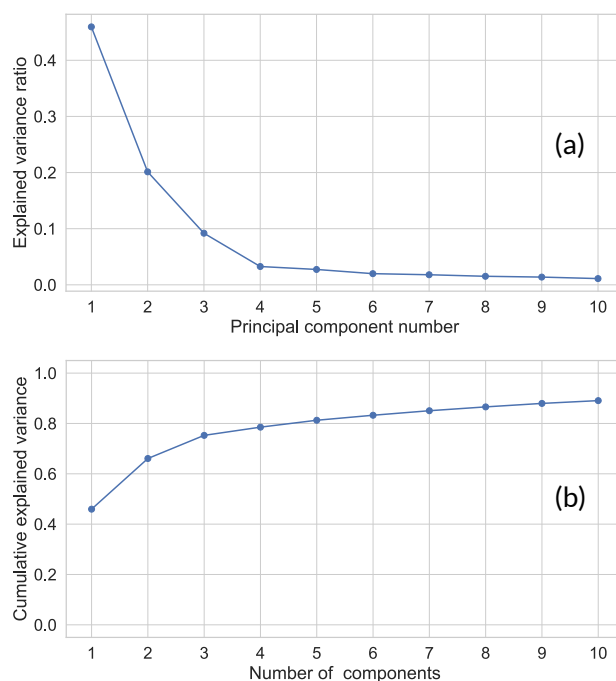 0.4
0.3
0.2
0.1
0.0
Explained variance ratio
(a)
1 2 3 4 5 6 7 8 9 10
Principal component number
1.0
0.8
0.6
0.4
0.2
0.0
Cumulative explained variance
(b)
1 2 3 4 5 6 7 8 9 10
Number of components